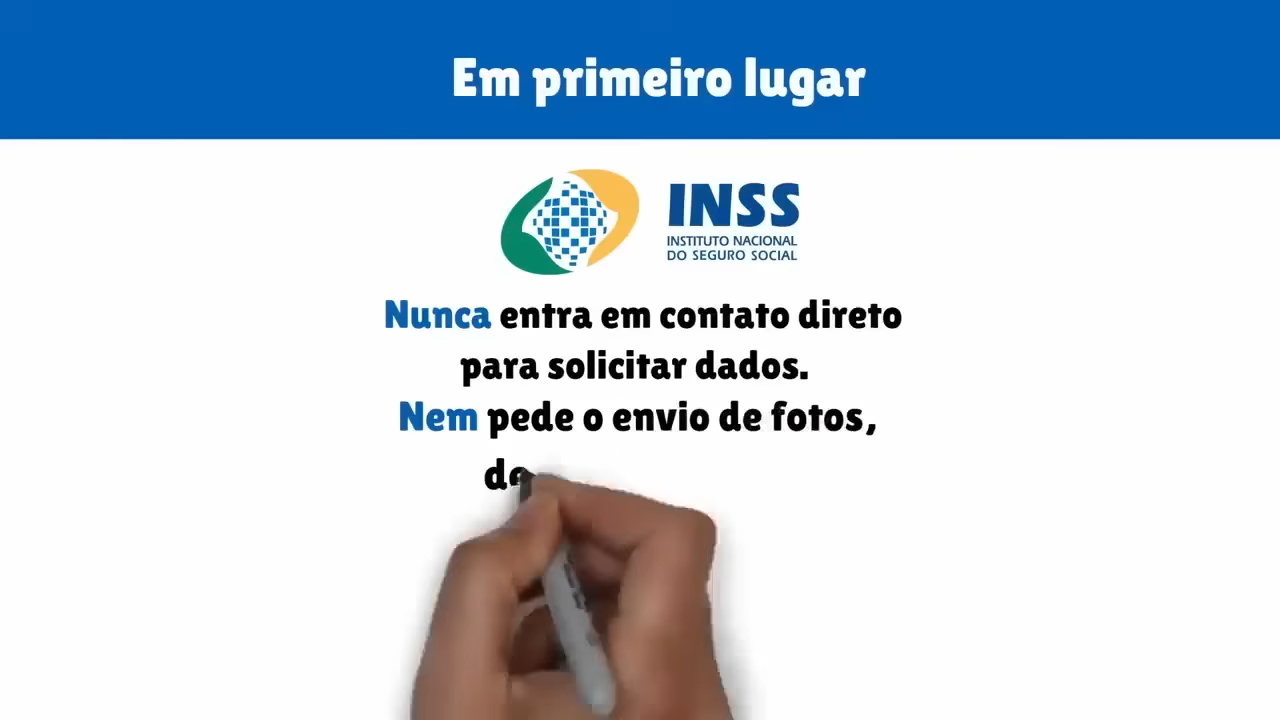 Em primeiro lugar
INSS
INSTITUTO NACIONAL
DO SEGURO SOCIAL
Nunca entra em contato direto
para solicitar dados.
Nem pede o envio de fotos,